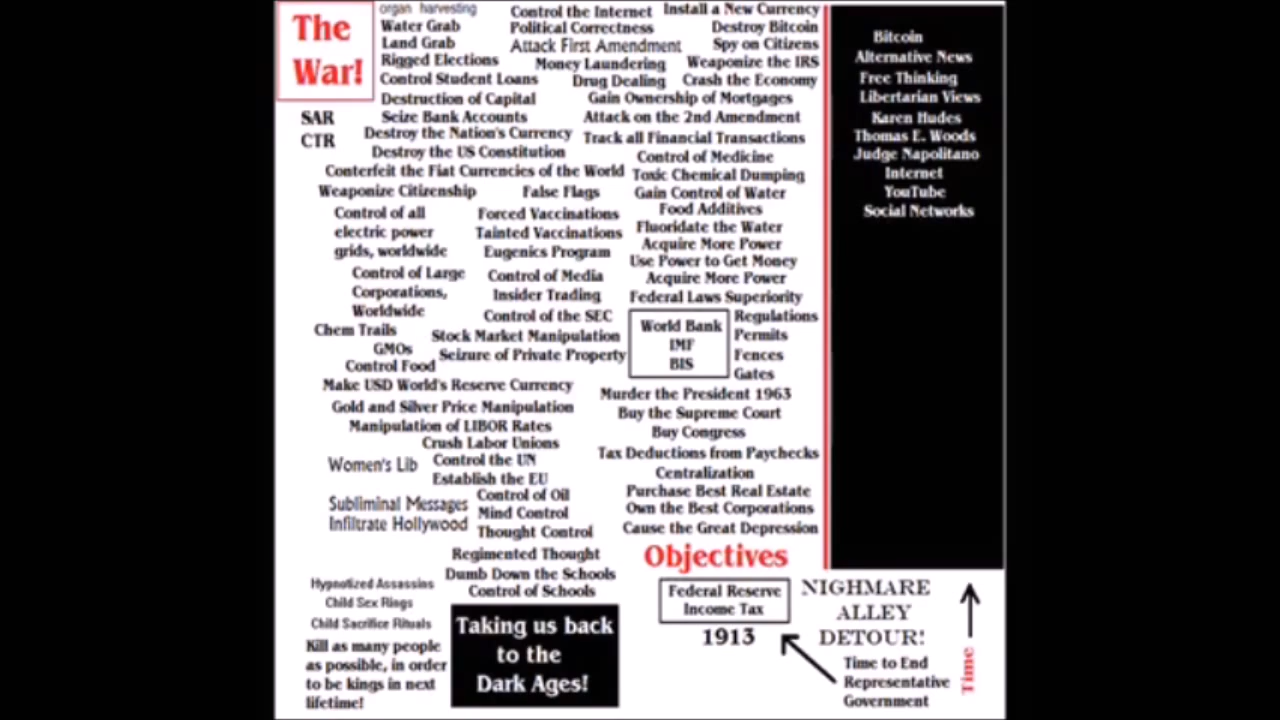 The
War!
organ harvesting
Control the Internet
Install a New Currency
Water Grab
Political Correctness
Destroy Bitcoin
Land Grab
Attack First Amendment
Spy on Citizens
Rigged Elections
Money Laundering
Weaponize the IRS
Control Student Loans
Drug Dealing
Crash the Economy
Destruction of Capital
Gain Ownership of Mortgages
SAR
Seize Bank Accounts
Attack on the 2nd Amendment
CTR
Destroy the Nation's Currency
Track all Financial Transactions
Destroy the US Constitution
Control of Medicine
Conterfeit the Fiat Currencies of the World
Toxic Chemical Dumping
Weaponize Citizenship
False Flags
Gain Control of Water
Food Additives
Control of all
electric power
grids, worldwide
Forced Vaccinations
Tainted Vaccinations
Eugenics Program
Fluoridate the Water
Acquire More Power
Use Power to Get Money
Acquire More Power
Control of Large
Corporations,
Worldwide
Control of Media
Insider Trading
Control of the SEC
Federal Laws Superiority
World Bank
IMF
BIS
Regulations
Permits
Fences
Gates
Chem Trails
Stock Market Manipulation
GMOs
Seizure of Private Property
Control Food
Make USD World's Reserve Currency
Murder the President 1963
Gold and Silver Price Manipulation
Buy the Supreme Court
Manipulation of LIBOR Rates
Buy Congress
Crush Labor Unions
Tax Deductions from Paychecks
Women's Lib
Control the UN
Centralization
Establish the EU
Purchase Best Real Estate
Subliminal Messages
Infiltrate Hollywood
Control of Oil
Mind Control
Thought Control
Own the Best Corporations
Cause the Great Depression
Regimented Thought
Objectives
Dumb Down the Schools
Control of Schools
Hypnotized Assassins
Child Sex Rings
Child Sacrifice Rituals
Kill as many people
as possible, in order
to be kings in next
lifetime!
Taking us back
to the
Dark Ages!
Federal Reserve
Income Tax
1913
NIGHMARE
ALLEY
DETOUR!
Time to End
Representative
Government
Time
Bitcoin
Alternative News
Free Thinking
Libertarian Views
Karen Hudes
Thomas E. Woods
Judge Napolitano
Internet
YouTube
Social Networks